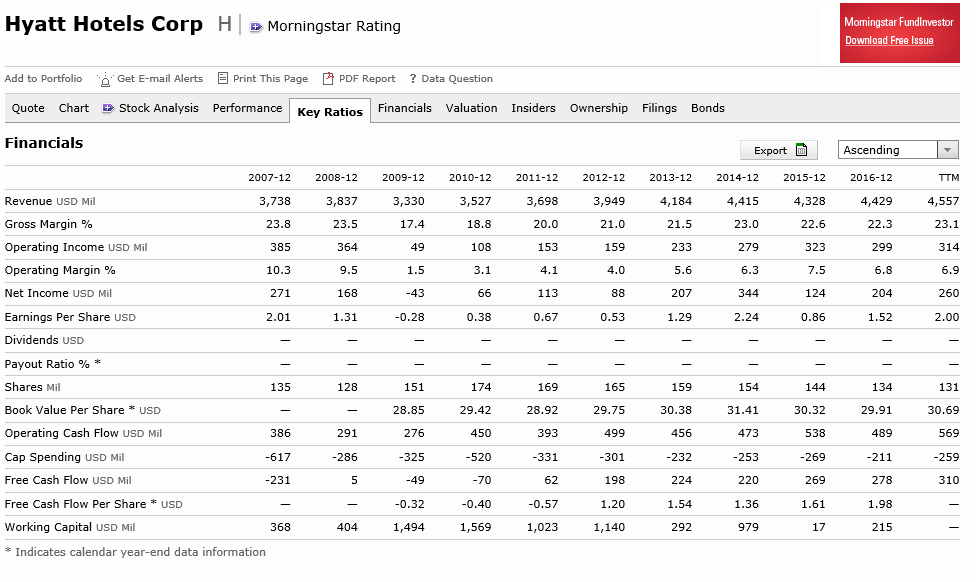 Hyatt Hotels Corp H Morningstar Rating
Morningstar FundInvestor
Download Free Issue
Add to Portfolio Get E-mail Alerts Print This Page PDF Report ? Data Question
Quote Chart Stock Analysis Performance Key Ratios Financials Valuation Insiders Ownership Filings Bonds
Financials
Export Ascending
2007-12 2008-12 2009-12 2010-12 2011-12 2012-12 2013-12 2014-12 2015-12 2016-12 TTM
Revenue USD Mil 3,738 3,837 3,330 3,527 3,698 3,949 4,184 4,415 4,328 4,429 4,557
Gross Margin % 23.8 23.5 17.4 18.8 20.0 21.0 21.5 23.0 22.6 22.3 23.1
Operating Income USD Mil 385 364 49 108 153 159 233 279 323 299 314
Operating Margin % 10.3 9.5 1.5 3.1 4.1 4.0 5.6 6.3 7.5 6.8 6.9
Net Income USD Mil 271 168 -43 66 113 88 207 344 124 204 260
Earnings Per Share USD 2.01 1.31 -0.28 0.38 0.67 0.53 1.29 2.24 0.86 1.52 2.00
Dividends USD — — — — — — — — — — —
Payout Ratio % * — — — — — — — — — — —
Shares Mil 135 128 151 174 169 165 159 154 144 134 131
Book Value Per Share * USD — — 28.85 29.42 28.92 29.75 30.38 31.41 30.32 29.91 30.69
Operating Cash Flow USD Mil 386 291 276 450 393 499 456 473 538 489 569
Cap Spending USD Mil -617 -286 -325 -520 -331 -301 -232 -253 -269 -211 -259
Free Cash Flow USD Mil -231 5 -49 -70 62 198 224 220 269 278 310
Free Cash Flow Per Share * USD — — -0.32 -0.40 -0.57 1.20 1.54 1.36 1.61 1.98 —
Working Capital USD Mil 368 404 1,494 1,569 1,023 1,140 292 979 17 215 —
* Indicates calendar year-end data information